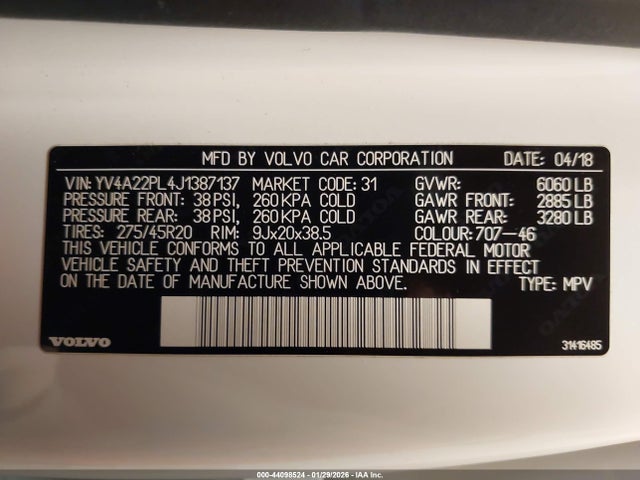 MFD BY VOLVO CAR CORPORATION DATE: 04/18
VIN: YV4A22PL4J1387137 MARKET CODE: 31 GVWR: 6060 LB
PRESSURE FRONT: 38 PSI, 260 KPA COLD GAWR FRONT: 2885 LB
PRESSURE REAR: 38 PSI, 260 KPA COLD GAWR REAR: 3280 LB
TIRES: 275/45R20 RIM: 9Jx20x38.5 COLOUR: 707-46
THIS VEHICLE CONFORMS TO ALL APPLICABLE FEDERAL MOTOR
VEHICLE SAFETY AND THEFT PREVENTION STANDARDS IN EFFECT
ON THE DATE OF MANUFACTURE SHOWN ABOVE. TYPE: MPV
VOLVO 31416485
000-44098524 | 01/29/2026 - IAA Inc.